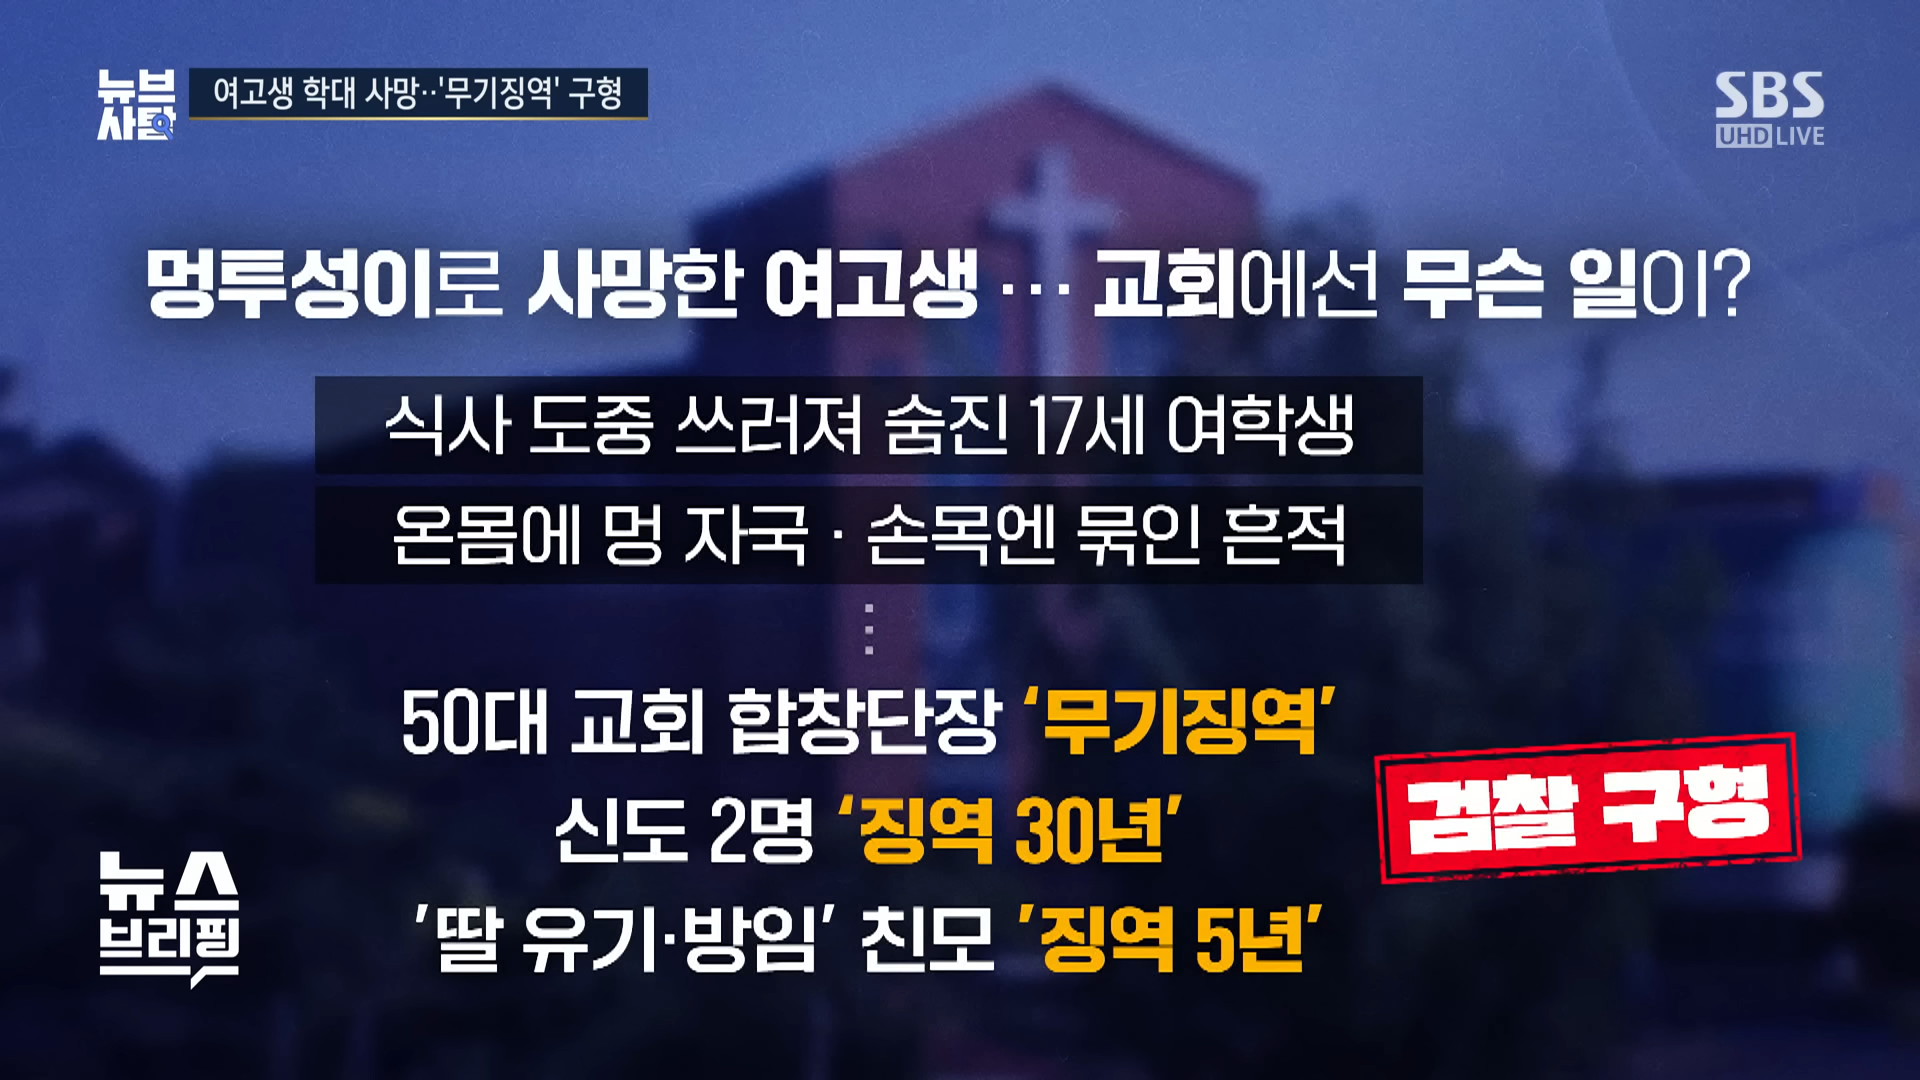 뉴브
사탐
여고생 학대 사망··'무기징역' 구형
SBS
UHD LIVE
멍투성이로 사망한 여고생 … 교회에선 무슨 일이?
식사 도중 쓰러져 숨진 17세 여학생
온몸에 멍 자국 · 손목엔 묶인 흔적
⋮
50대 교회 합창단장 ‘무기징역’
신도 2명 ‘징역 30년’
검찰 구형
’딸 유기·방임’ 친모 ’징역 5년’
뉴스
브리핑